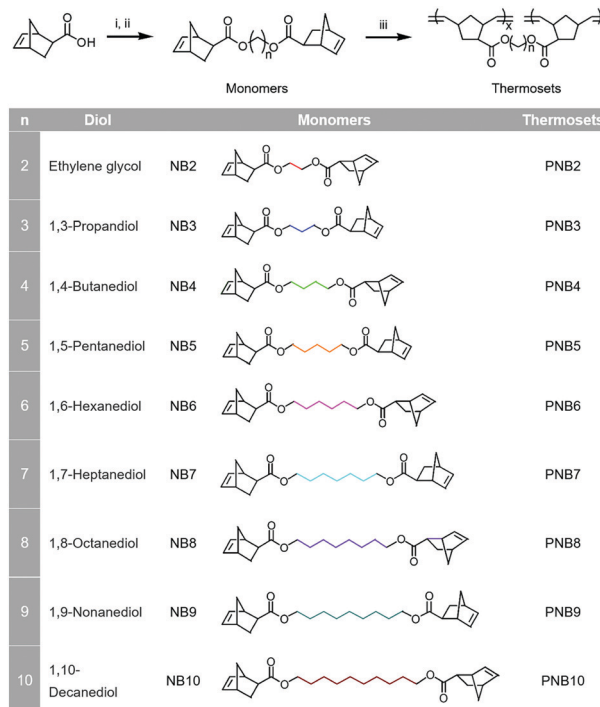 O
OH
i, ii
O
O
n
O
O
Monomers
iii
x
O
O
n
O
O
Thermosets
n Diol Monomers Thermosets
2 Ethylene glycol NB2 O O O O PNB2
3 1,3-Propandiol NB3 O O O O PNB3
4 1,4-Butanediol NB4 O O O O PNB4
5 1,5-Pentanediol NB5 O O O O PNB5
6 1,6-Hexanediol NB6 O O O O PNB6
7 1,7-Heptanediol NB7 O O O O PNB7
8 1,8-Octanediol NB8 O O O O PNB8
9 1,9-Nonanediol NB9 O O O O PNB9
10 1,10-
Decanediol NB10 O O O O PNB10